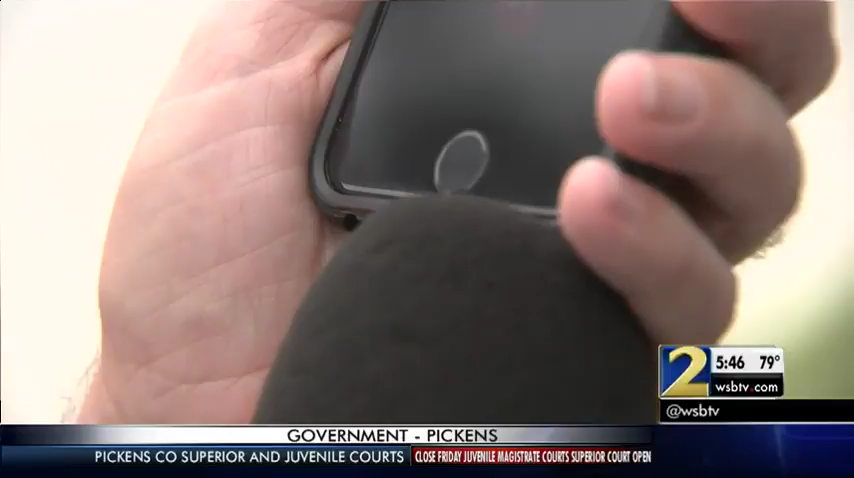 2
5:46 79°
wsbtv.com
@wsbtv
GOVERNMENT - PICKENS
PICKENS CO SUPERIOR AND JUVENILE COURTS CLOSE FRIDAY JUVENILE MAGISTRATE COURTS SUPERIOR COURT OPEN